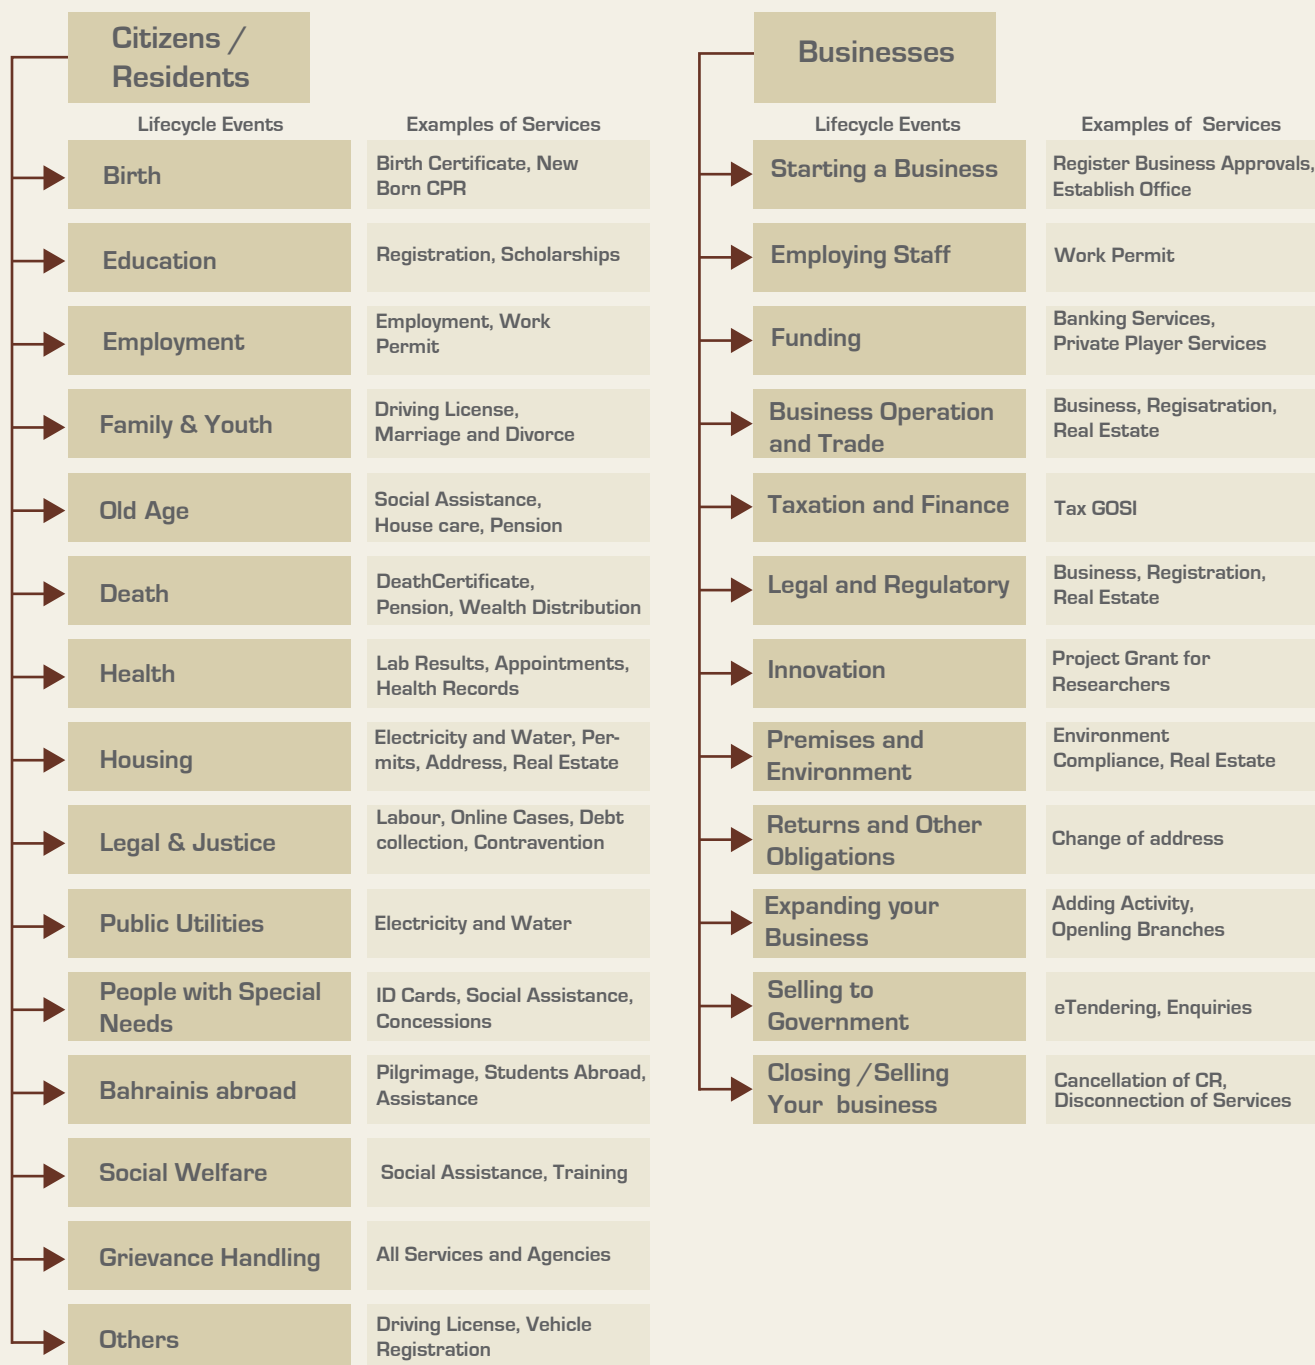 Citizens /
Residents
Lifecycle Events
Examples of Services
Birth
Birth Certificate, New
Born CPR
Education
Registration, Scholarships
Employment
Employment, Work
Permit
Family & Youth
Driving License,
Marriage and Divorce
Old Age
Social Assistance,
House care, Pension
Death
DeathCertificate,
Pension, Wealth Distribution
Health
Lab Results, Appointments,
Health Records
Housing
Electricity and Water, Per-
mits, Address, Real Estate
Legal & Justice
Labour, Online Cases, Debt
collection, Contravention
Public Utilities
Electricity and Water
People with Special
Needs
ID Cards, Social Assistance,
Concessions
Bahrainis abroad
Pilgrimage, Students Abroad,
Assistance
Social Welfare
Social Assistance, Training
Grievance Handling
All Services and Agencies
Others
Driving License, Vehicle
Registration
Businesses
Lifecycle Events
Examples of Services
Starting a Business
Register Business Approvals,
Establish Office
Employing Staff
Work Permit
Funding
Banking Services,
Private Player Services
Business Operation
and Trade
Business, Regisatration,
Real Estate
Taxation and Finance
Tax GOSI
Legal and Regulatory
Business, Registration,
Real Estate
Innovation
Project Grant for
Researchers
Premises and
Environment
Environment
Compliance, Real Estate
Returns and Other
Obligations
Change of address
Expanding your
Business
Adding Activity,
Openling Branches
Selling to
Government
eTendering, Enquiries
Closing /Selling
Your business
Cancellation of CR,
Disconnection of Services